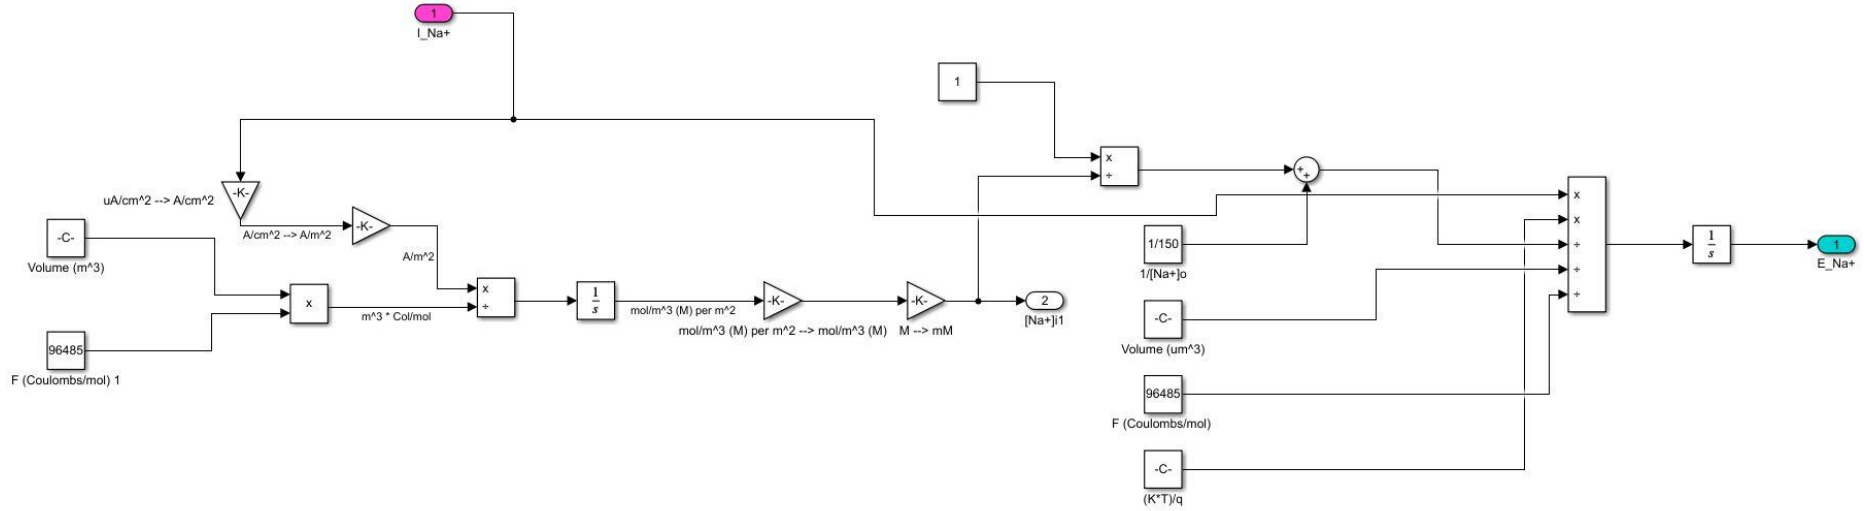 1
I_Na+
1
x
÷
+
+
-K-
uA/cm^2 --> A/cm^2
A/cm^2 --> A/m^2
-K-
A/m^2
-C-
Volume (m^3)
x
m^3 * Col/mol
96485
F (Coulombs/mol) 1
x
÷
1
s
mol/m^3 (M) per m^2
-K-
mol/m^3 (M) per m^2 --> mol/m^3 (M)
-K-
M --> mM
2
[Na+]i1
1/150
1/[Na+]o
-C-
Volume (um^3)
96485
F (Coulombs/mol)
-C-
(K*T)/q
x
x
÷
÷
÷
1
s
1
E_Na+